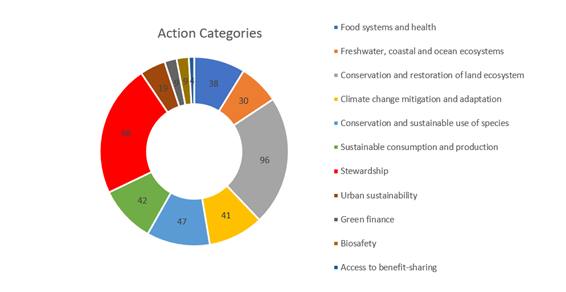 Action Categories
38
30
96
41
47
42
19
9
4
Food systems and health
Freshwater, coastal and ocean ecosystems
Conservation and restoration of land ecosystem
Climate change mitigation and adaptation
Conservation and sustainable use of species
Sustainable consumption and production
Stewardship
Urban sustainability
Green finance
Biosafety
Access to benefit-sharing